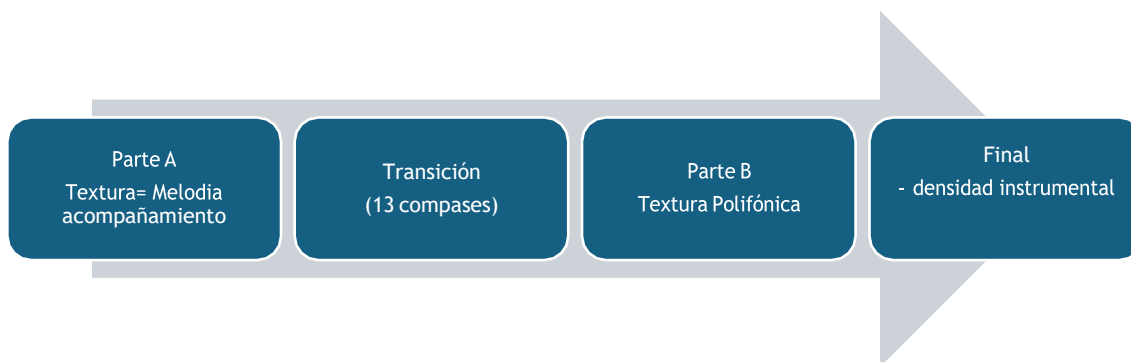 Parte A
Textura= Melodia
acompañamiento
Transición
(13 compases)
Parte B
Textura Polifónica
Final
- densidad instrumental